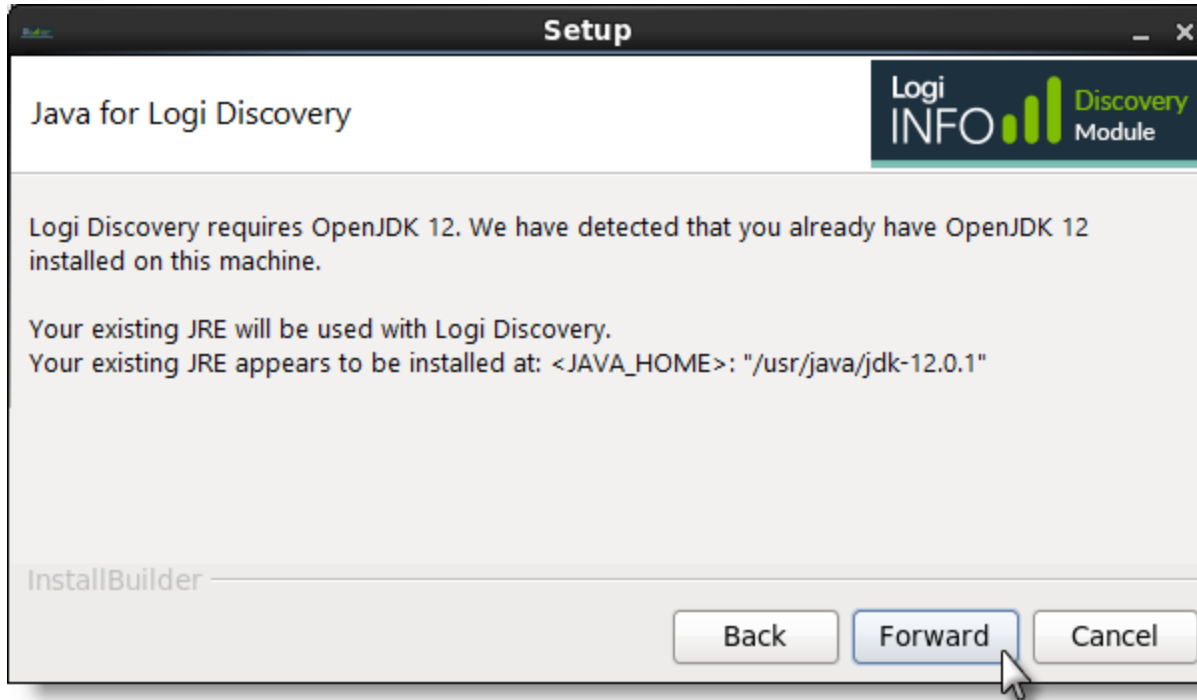 Setup
Java for Logi Discovery
Logi
INFO
Discovery
Module
Logi Discovery requires OpenJDK 12. We have detected that you already have OpenJDK 12
installed on this machine.
Your existing JRE will be used with Logi Discovery.
Your existing JRE appears to be installed at: <JAVA_HOME>: "/usr/java/jdk-12.0.1"
InstallBuilder
Back
Forward
Cancel